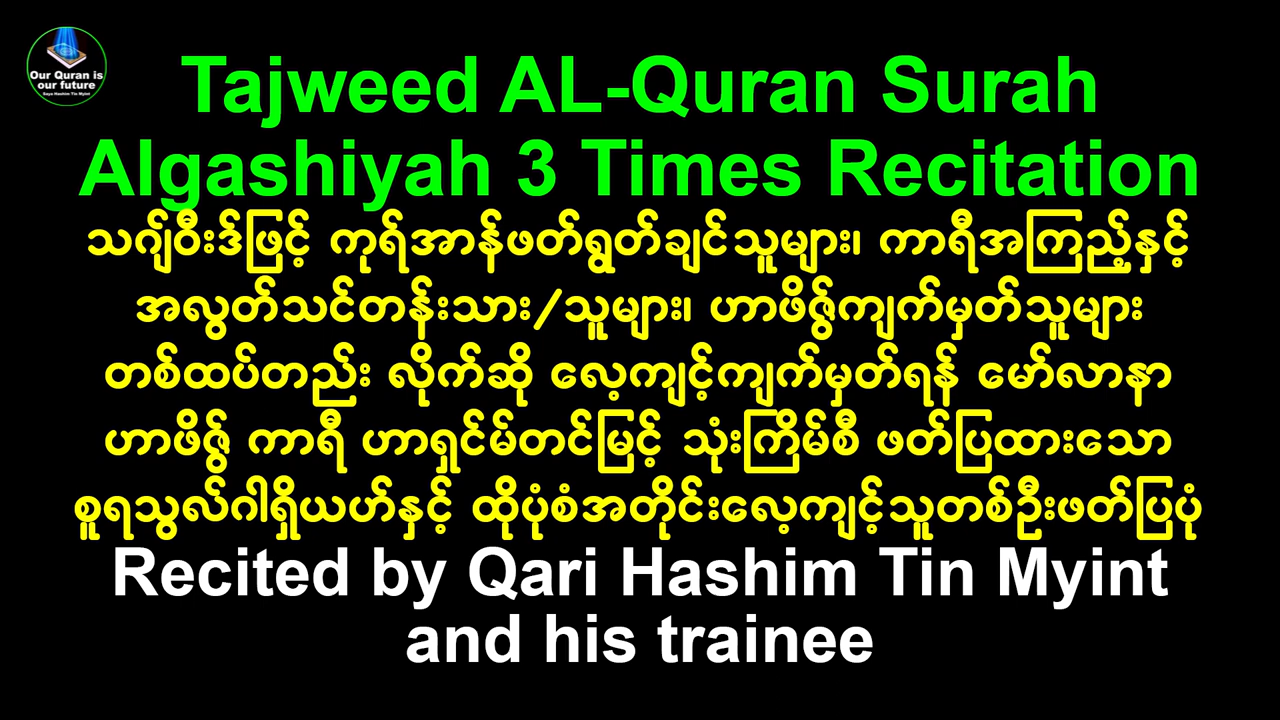 Our Quran is
our future
Saya Hashim Tin Myint
Tajweed AL-Quran Surah
Algashiyah 3 Times Recitation
သဂျ်ဝီးဒ်ဖြင့် ကုရ်အာန်ဖတ်ရွတ်ချင်သူများ၊ ကာရီအကြည့်နှင့်
အလွတ်သင်တန်းသား/သူများ၊ ဟာဖိဇ္ဂ်ကျက်မှတ်သူများ
တစ်ထပ်တည်း လိုက်ဆို လေ့ကျင့်ကျက်မှတ်ရန် မော်လာနာ
ဟာဖိဇ္ဂ် ကာရီ ဟာရှင်မ်တင်မြင့် သုံးကြိမ်စီ ဖတ်ပြထားသော
စူရသွလ်ဂါရှိယဟ်နှင့် ထိုပုံစံအတိုင်းလေ့ကျင့်သူတစ်ဦးဖတ်ပြပုံ
Recited by Qari Hashim Tin Myint
and his trainee